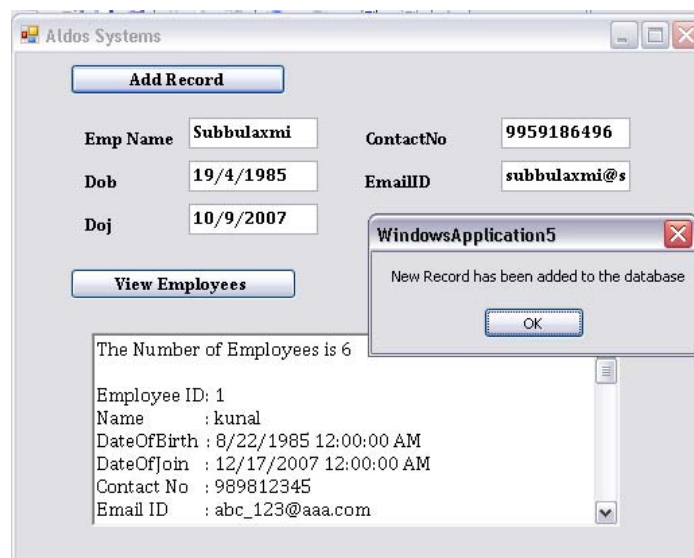 Aldos Systems
Add Record
Emp Name Subbulaxmi ContactNo 9959186496
Dob 19/4/1985 EmailID subbulaxmi@s
Doj 10/9/2007
WindowsApplication5
New Record has been added to the database
OK
View Employees
The Number of Employees is 6
Employee ID: 1
Name : kunal
DateOfBirth : 8/22/1985 12:00:00 AM
DateOfJoin : 12/17/2007 12:00:00 AM
Contact No : 989812345
Email ID : abc_123@aaa.com